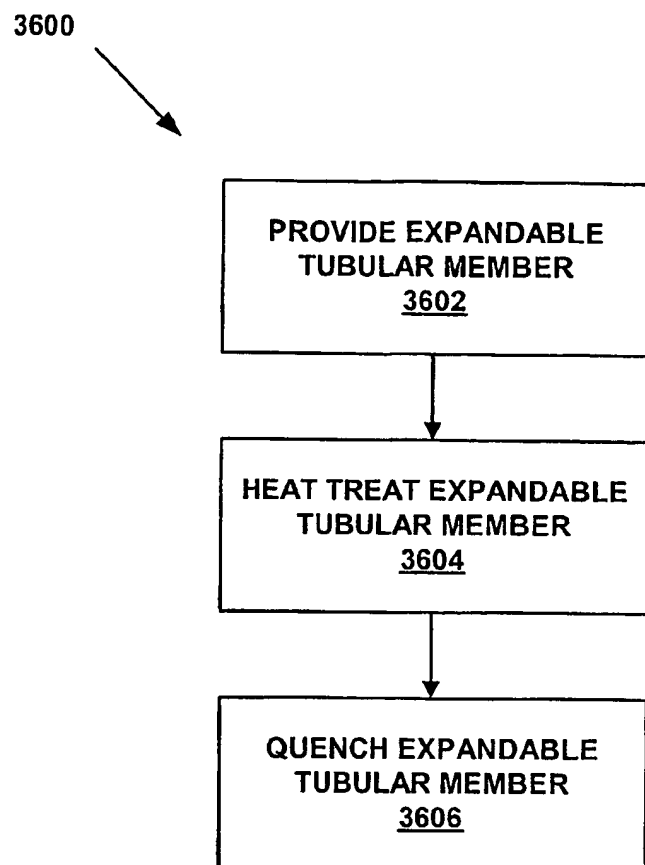 3600
PROVIDE EXPANDABLE
TUBULAR MEMBER
3602
HEAT TREAT EXPANDABLE
TUBULAR MEMBER
3604
QUENCH EXPANDABLE
TUBULAR MEMBER
3606